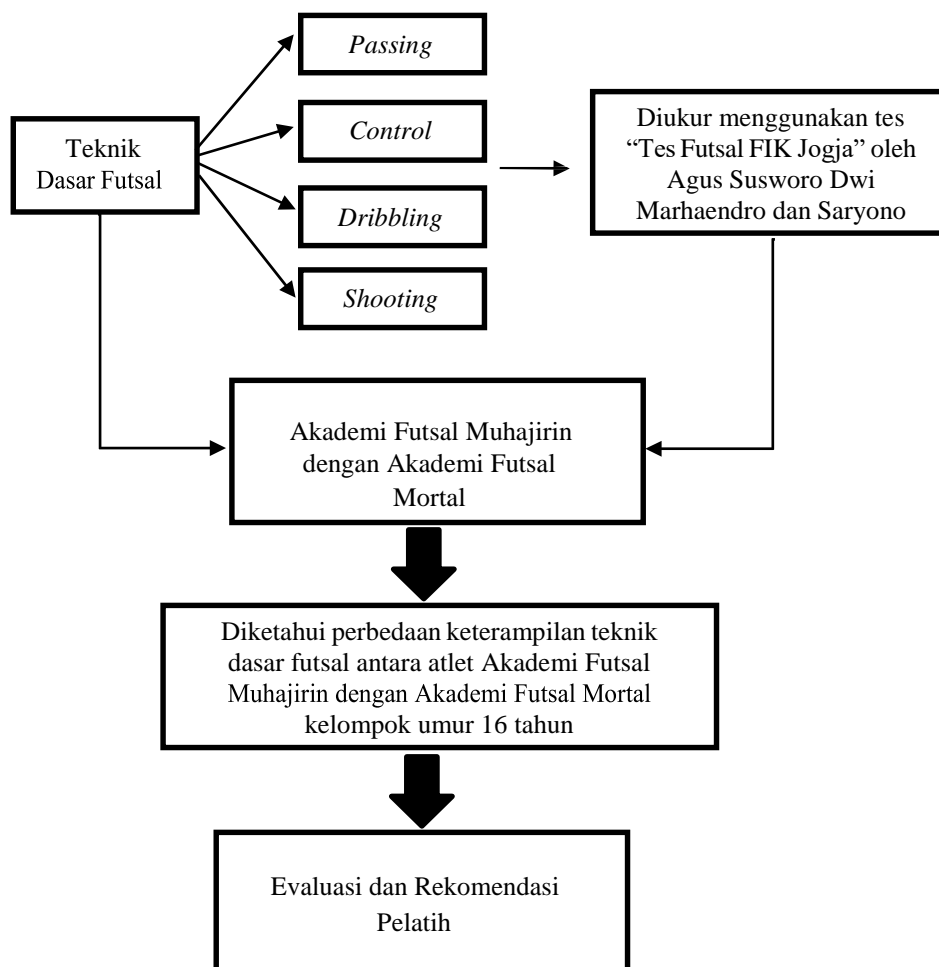 Passing
Control
Dribbling
Shooting
Teknik
Dasar Futsal
Diukur menggunakan tes
“Tes Futsal FIK Jogja” oleh
Agus Susworo Dwi
Marhaendro dan Saryono
Akademi Futsal Muhajirin
dengan Akademi Futsal
Mortal
Diketahui perbedaan keterampilan teknik
dasar futsal antara atlet Akademi Futsal
Muhajirin dengan Akademi Futsal Mortal
kelompok umur 16 tahun
Evaluasi dan Rekomendasi
Pelatih